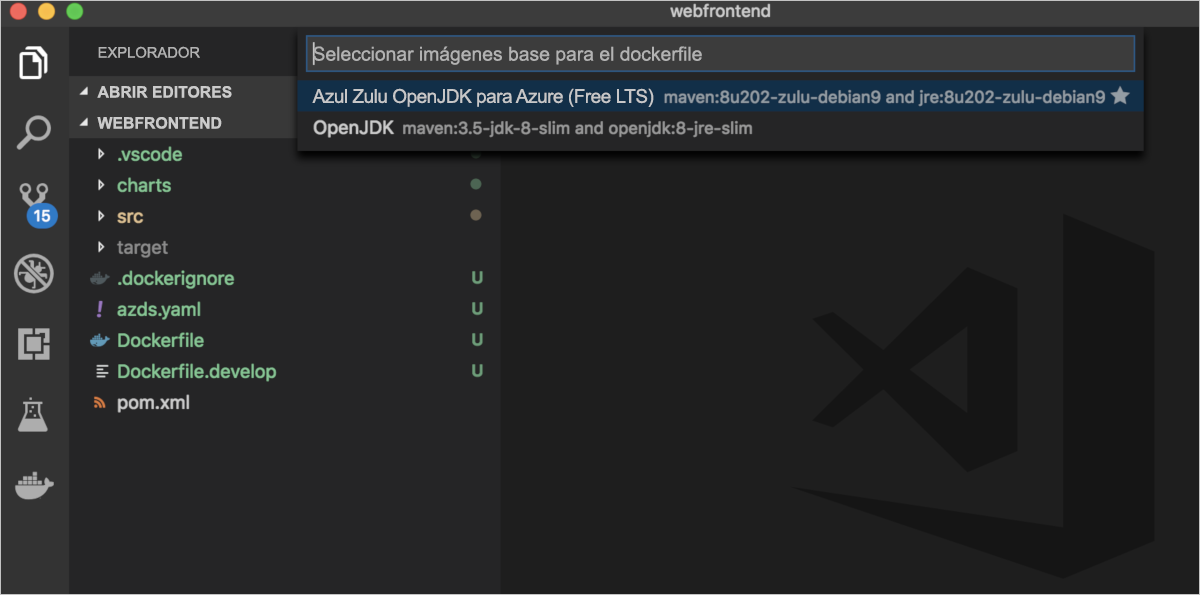 webfrontend
EXPLORADOR
Seleccionar imágenes base para el dockerfile
ABRIR EDITORES
Azul Zulu OpenJDK para Azure (Free LTS) maven:8u202-zulu-debian9 and jre:8u202-zulu-debian9
WEBFRONTEND
OpenJDK maven:3.5-jdk-8-slim and openjdk:8-jre-slim
.vscode
charts
src
15
target
.dockerignore U
! azds.yaml U
Dockerfile U
Dockerfile.develop U
pom.xml